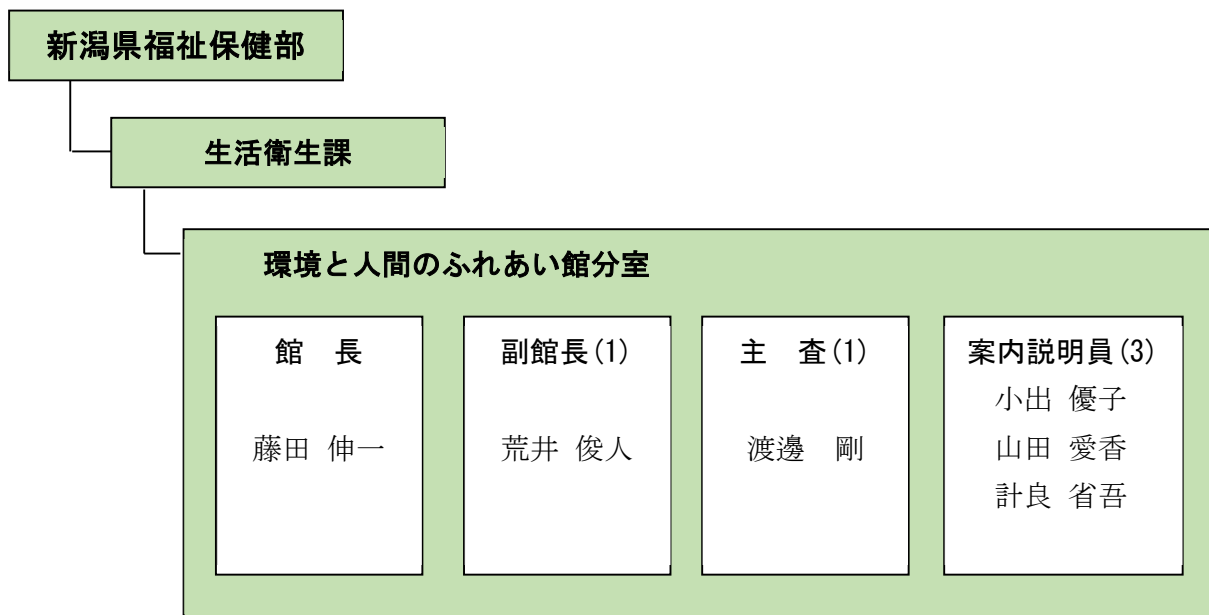 新潟県福祉保健部
生活衛生課
環境と人間のふれあい館分室
館　長
藤田 伸一
副館長(1)
荒井 俊人
主　査(1)
渡邊　剛
案内説明員(3)
小出 優子
山田 愛香
計良 省吾